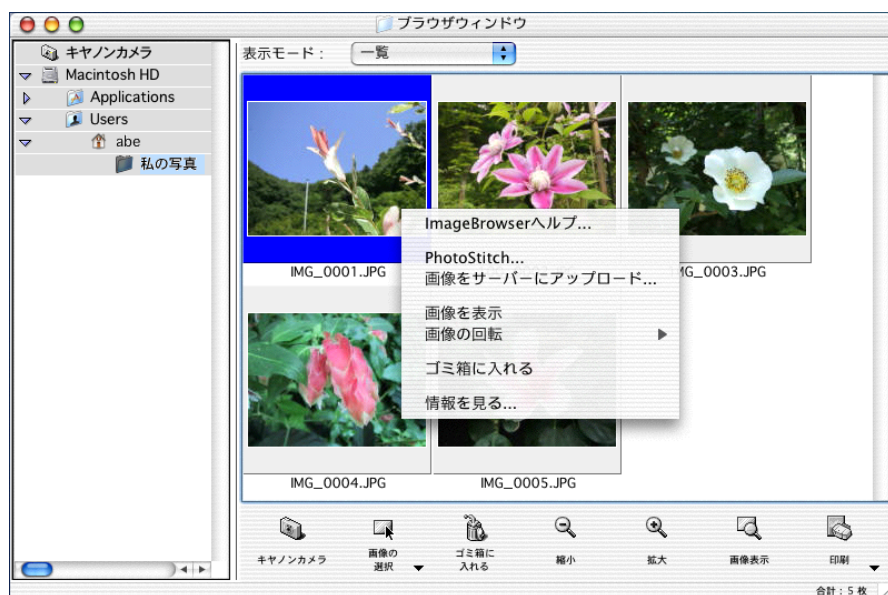 ブラウザウィンドウ
キヤノンカメラ
Macintosh HD
Applications
Users
abe
私の写真
表示モード： 一覧
IMG_0001.JPG
G_0003.JPG
IMG_0004.JPG
IMG_0005.JPG
ImageBrowserヘルプ...
PhotoStitch...
画像をサーバーにアップロード...
画像を表示
画像の回転
ゴミ箱に入れる
情報を見る...
キヤノンカメラ
画像の
選択
ゴミ箱に
入れる
縮小
拡大
画像表示
印刷
合計：5 枚